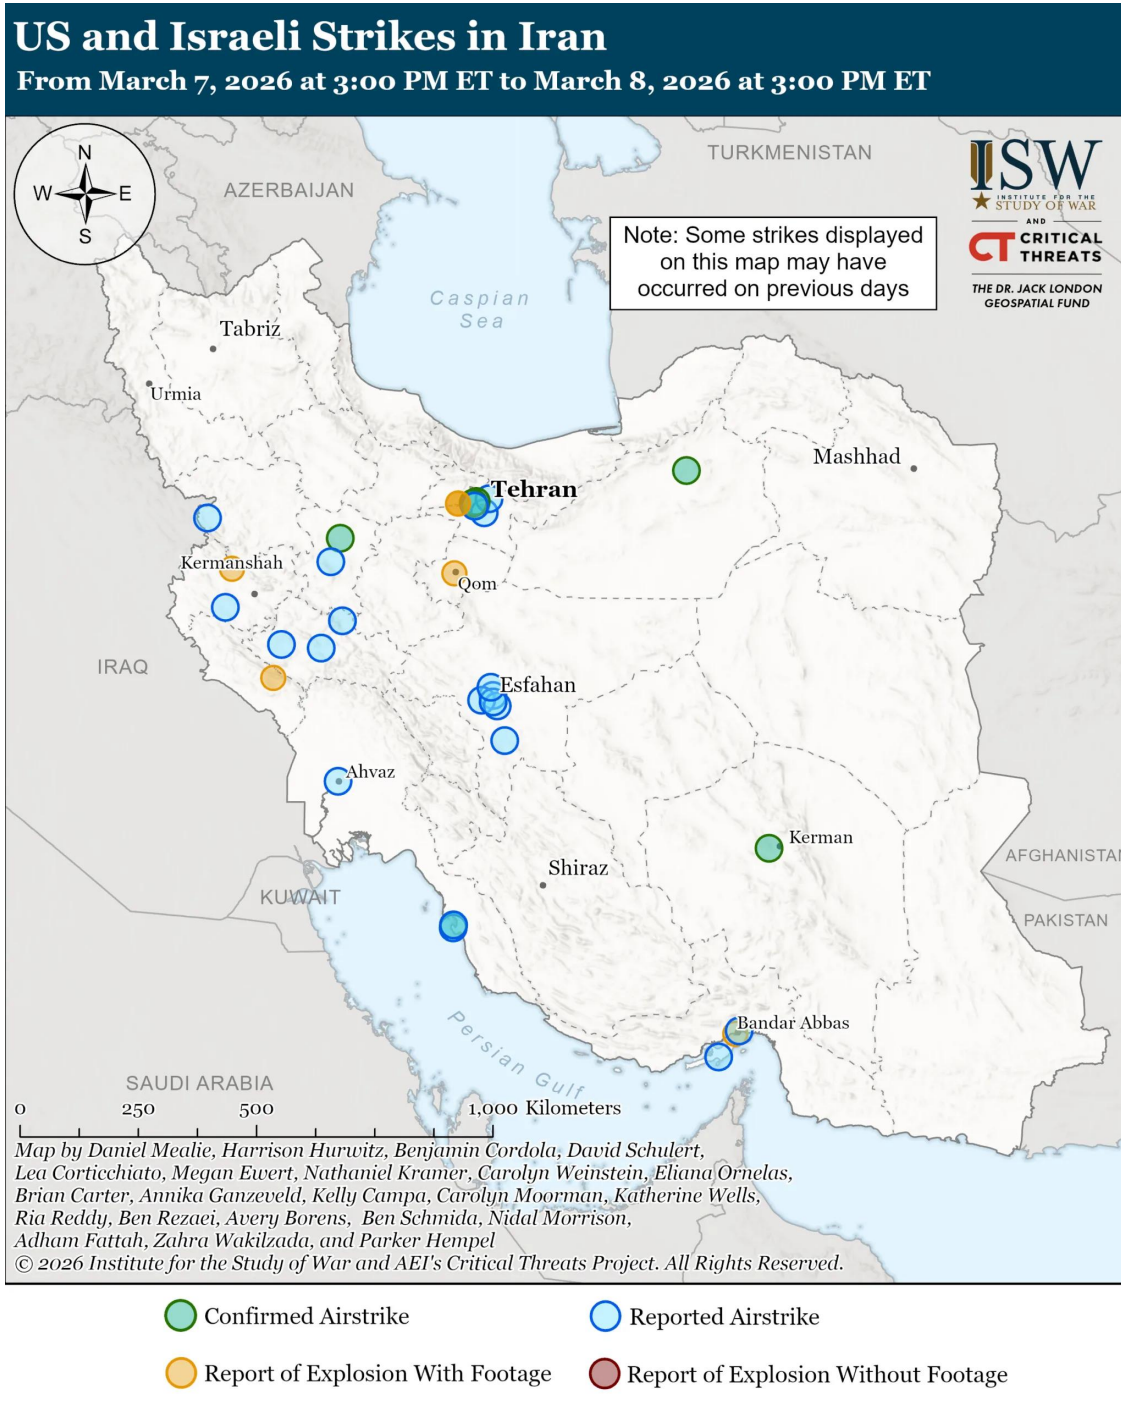 US and Israeli Strikes in Iran
From March 7, 2026 at 3:00 PM ET to March 8, 2026 at 3:00 PM ET
N
W E
S
AZERBAIJAN
TURKMENISTAN
ISW
INSTITUTE FOR THE
STUDY OF WAR
AND
CT CRITICAL
THREATS
THE DR. JACK LONDON
GEOSPATIAL FUND
Note: Some strikes displayed
on this map may have
occurred on previous days
Caspian
Sea
Tabriz
Urmia
Mashhad
Tehran
Kermanshah
Qom
IRAQ
Esfahan
Ahvaz
Kerman
AFGHANISTAN
Shiraz
KUWAIT
PAKISTAN
Bandar Abbas
Persian Gulf
SAUDI ARABIA
0 250 500 1,000 Kilometers
Map by Daniel Mealie, Harrison Hurwitz, Benjamin Cordola, David Schulert,
Lea Corticchiato, Megan Ewert, Nathaniel Kramer, Carolyn Weinstein, Eliana Ornelas,
Brian Carter, Annika Ganzeveld, Kelly Campa, Carolyn Moorman, Katherine Wells,
Ria Reddy, Ben Rezaei, Avery Borens, Ben Schmida, Nidal Morrison,
Adham Fattah, Zahra Wakilzada, and Parker Hempel
© 2026 Institute for the Study of War and AEI's Critical Threats Project. All Rights Reserved.
Confirmed Airstrike
Reported Airstrike
Report of Explosion With Footage
Report of Explosion Without Footage